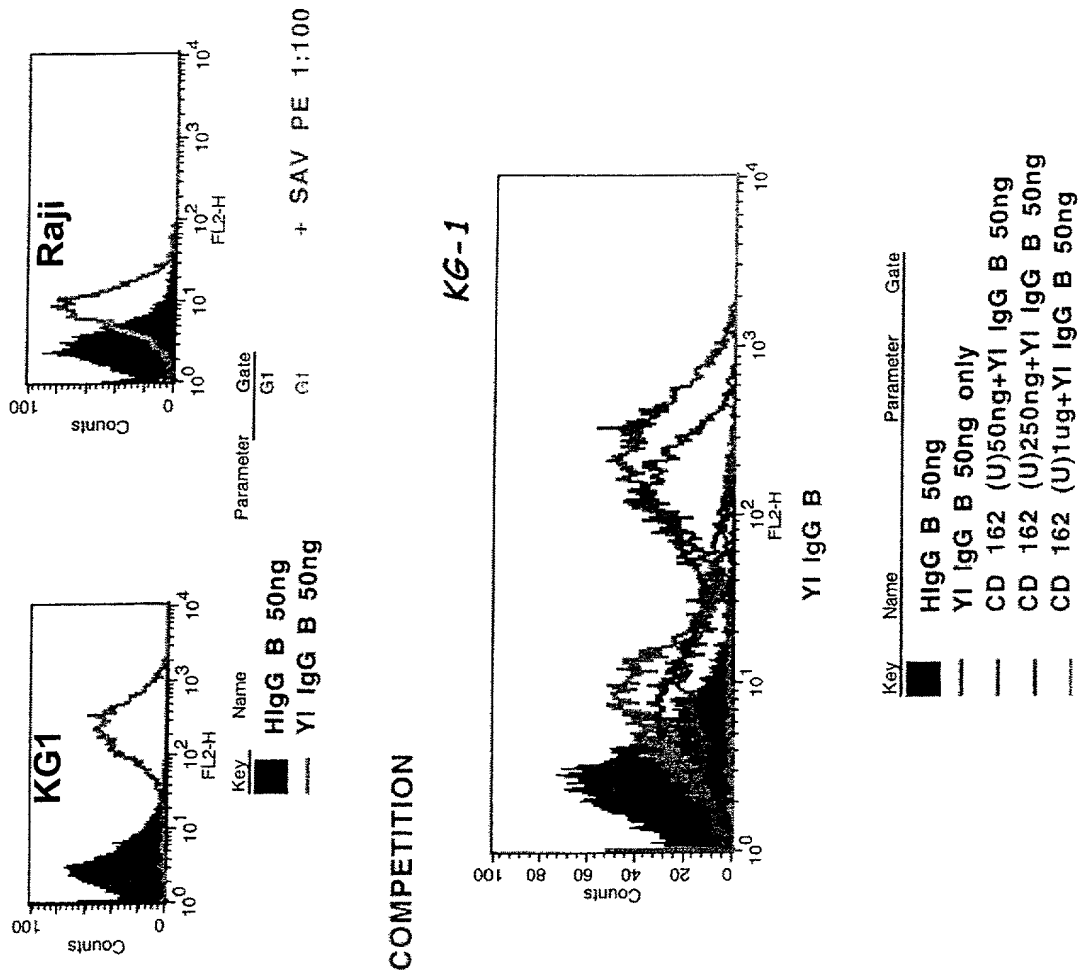 KG1
100
Counts
0
10^0 10^1 10^2 10^3 10^4
FL2-H
Key Name Parameter Gate
HIgG B 50ng G1
YI IgG B 50ng G1
Raji
100
Counts
0
10^0 10^1 10^2 10^3 10^4
FL2-H
+ SAV PE 1:100
COMPETITION
KG-1
100
80
60
40
20
0
Counts
10^0 10^1 10^2 10^3 10^4
FL2-H
YI IgG B
Key Name Parameter Gate
HIgG B 50ng
YI IgG B 50ng only
CD 162 (U)50ng+YI IgG B 50ng
CD 162 (U)250ng+YI IgG B 50ng
CD 162 (U)1ug+YI IgG B 50ng